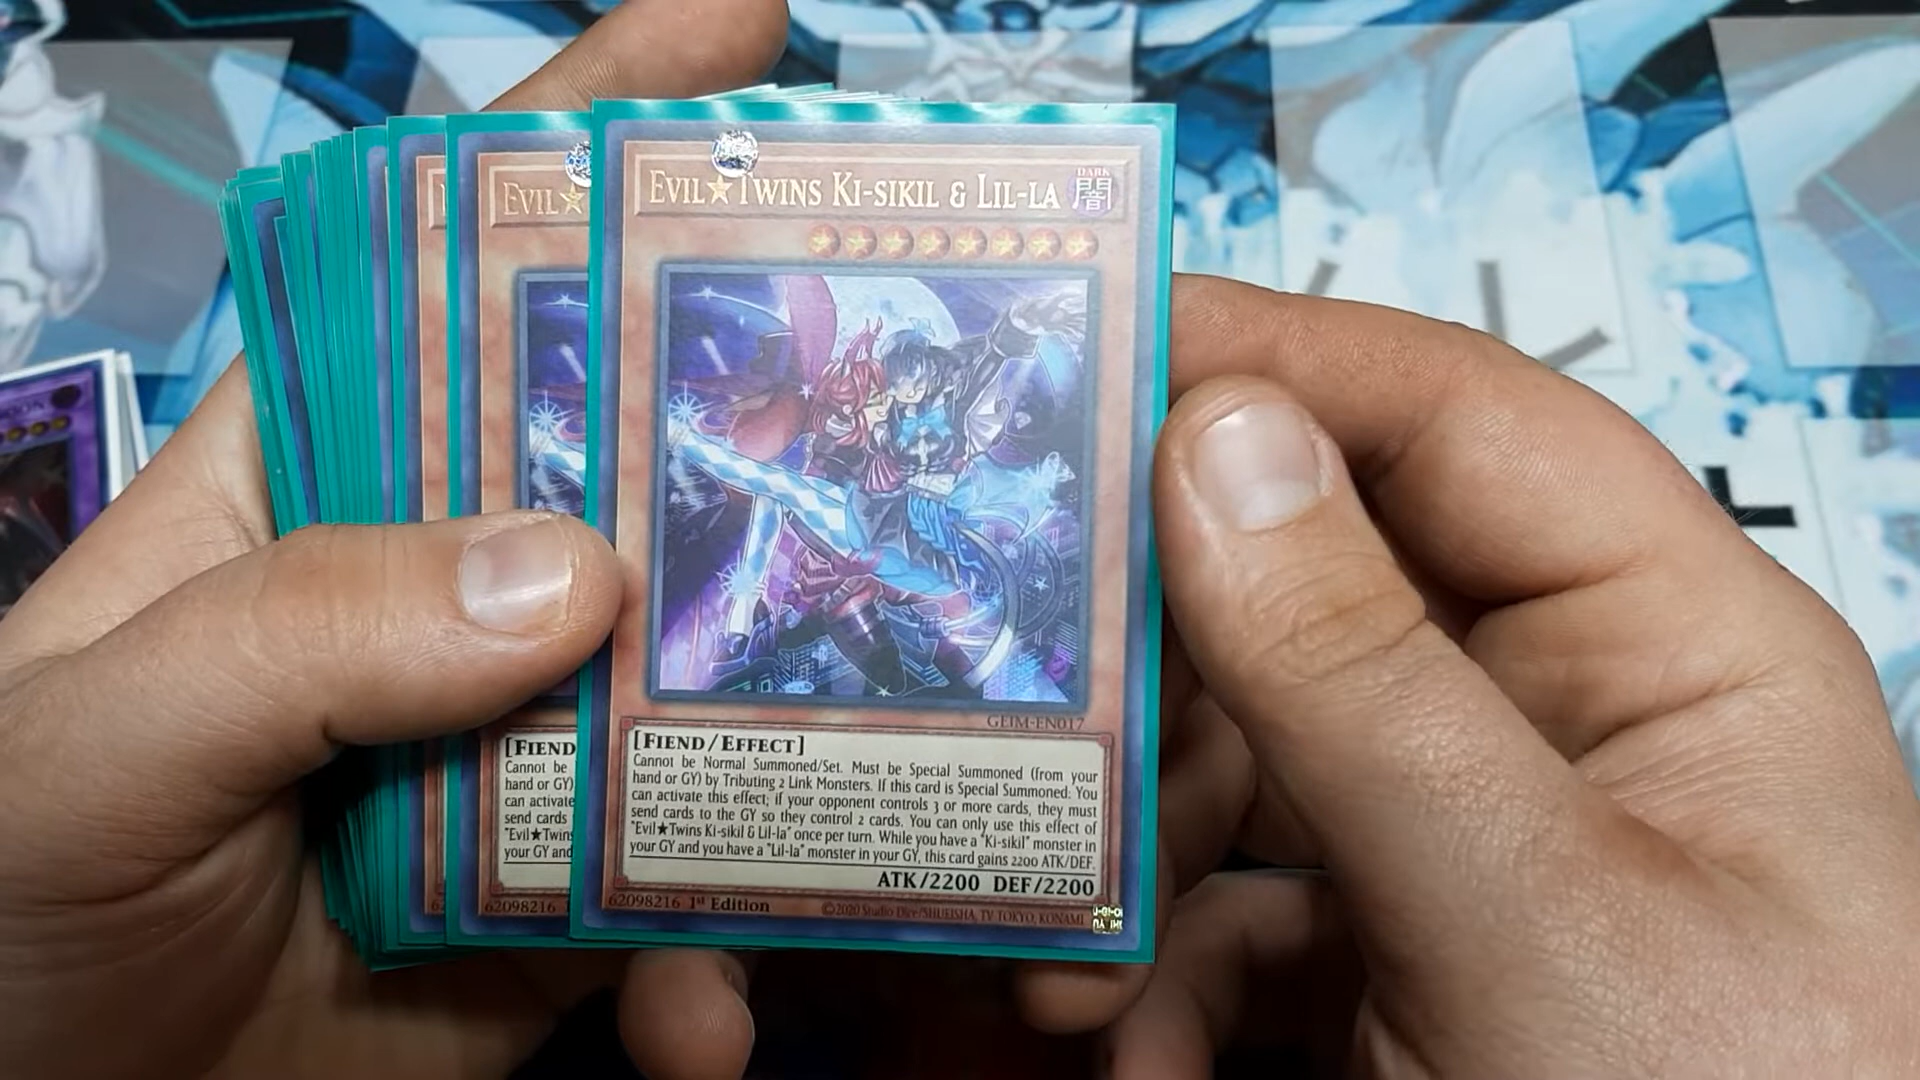 EVIL★TWINS KI-SIKIL & LIL-LA
DARK
闇
GEIM-EN017
[FIEND/EFFECT]
Cannot be Normal Summoned/Set. Must be Special Summoned (from your
hand or GY) by Tributing 2 Link Monsters. If this card is Special Summoned: You
can activate this effect; if your opponent controls 3 or more cards, they must
send cards to the GY so they control 2 cards. You can only use this effect of
"Evil★Twins Ki-sikil & Lil-la" once per turn. While you have a "Ki-sikil" monster in
your GY and you have a "Lil-la" monster in your GY, this card gains 2200 ATK/DEF.
ATK/2200 DEF/2200
62098216 1st Edition
©2020 Studio Dice/SHUEISHA, TV TOKYO, KONAMI
EVIL★
[FIEND
Cannot be
hand or GY)
can activate
send cards
"Evil★Twins
your GY and
62098216